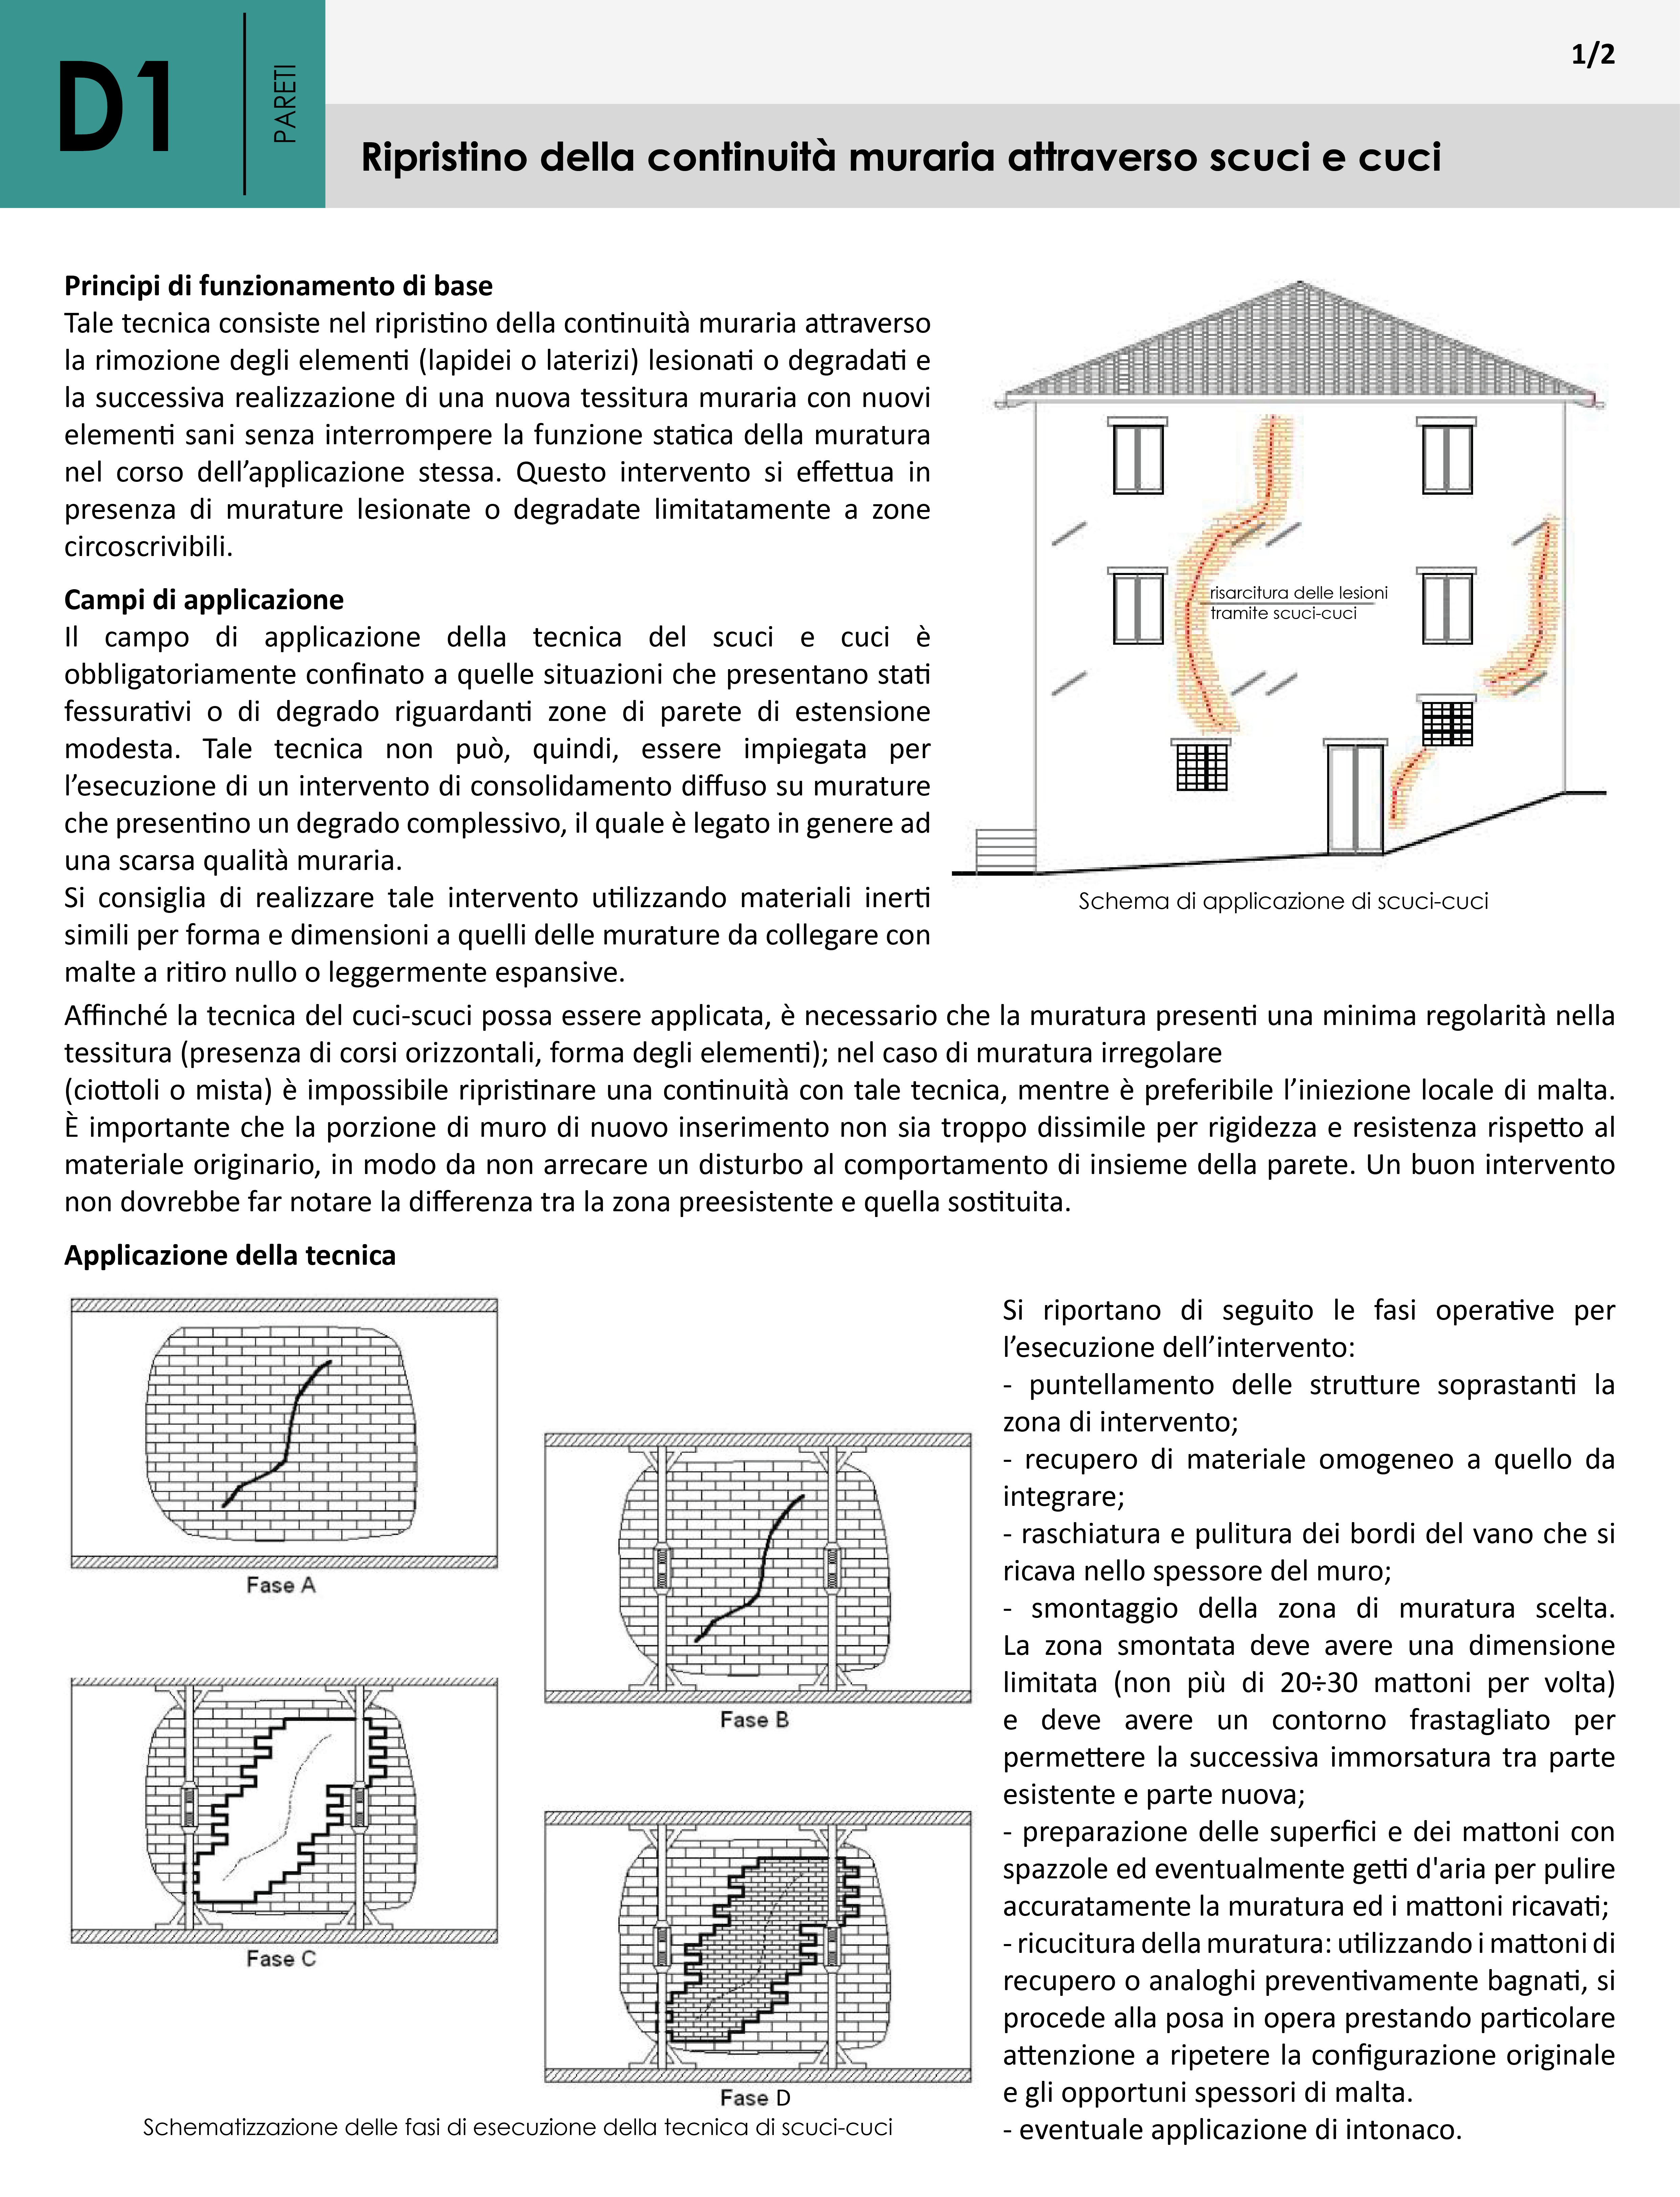 D1
PARETI
1/2
Ripristino della continuità muraria attraverso scuci e cuci
Principi di funzionamento di base
Tale tecnica consiste nel ripristino della continuità muraria attraverso
la rimozione degli elementi (lapidei o laterizi) lesionati o degradati e
la successiva realizzazione di una nuova tessitura muraria con nuovi
elementi sani senza interrompere la funzione statica della muratura
nel corso dell’applicazione stessa. Questo intervento si effettua in
presenza di murature lesionate o degradate limitatamente a zone
circoscrivibili.
Campi di applicazione
Il campo di applicazione della tecnica del scuci e cuci è
obbligatoriamente confinato a quelle situazioni che presentano stati
fessurativi o di degrado riguardanti zone di parete di estensione
modesta. Tale tecnica non può, quindi, essere impiegata per
l’esecuzione di un intervento di consolidamento diffuso su murature
che presentino un degrado complessivo, il quale è legato in genere ad
una scarsa qualità muraria.
Si consiglia di realizzare tale intervento utilizzando materiali inerti
simili per forma e dimensioni a quelli delle murature da collegare con
malte a ritiro nullo o leggermente espansive.
risarcitura delle lesioni
tramite scuci-cuci
Schema di applicazione di scuci-cuci
Affinché la tecnica del cuci-scuci possa essere applicata, è necessario che la muratura presenti una minima regolarità nella
tessitura (presenza di corsi orizzontali, forma degli elementi); nel caso di muratura irregolare
(ciottoli o mista) è impossibile ripristinare una continuità con tale tecnica, mentre è preferibile l’iniezione locale di malta.
È importante che la porzione di muro di nuovo inserimento non sia troppo dissimile per rigidezza e resistenza rispetto al
materiale originario, in modo da non arrecare un disturbo al comportamento di insieme della parete. Un buon intervento
non dovrebbe far notare la differenza tra la zona preesistente e quella sostituita.
Applicazione della tecnica
Fase A
Fase B
Fase C
Fase D
Schematizzazione delle fasi di esecuzione della tecnica di scuci-cuci
Si riportano di seguito le fasi operative per
l’esecuzione dell’intervento:
- puntellamento delle strutture soprastanti la
zona di intervento;
- recupero di materiale omogeneo a quello da
integrare;
- raschiatura e pulitura dei bordi del vano che si
ricava nello spessore del muro;
- smontaggio della zona di muratura scelta.
La zona smontata deve avere una dimensione
limitata (non più di 20÷30 mattoni per volta)
e deve avere un contorno frastagliato per
permettere la successiva immorsatura tra parte
esistente e parte nuova;
- preparazione delle superfici e dei mattoni con
spazzole ed eventualmente getti d'aria per pulire
accuratamente la muratura ed i mattoni ricavati;
- ricucitura della muratura: utilizzando i mattoni di
recupero o analoghi preventivamente bagnati, si
procede alla posa in opera prestando particolare
attenzione a ripetere la configurazione originale
e gli opportuni spessori di malta.
- eventuale applicazione di intonaco.